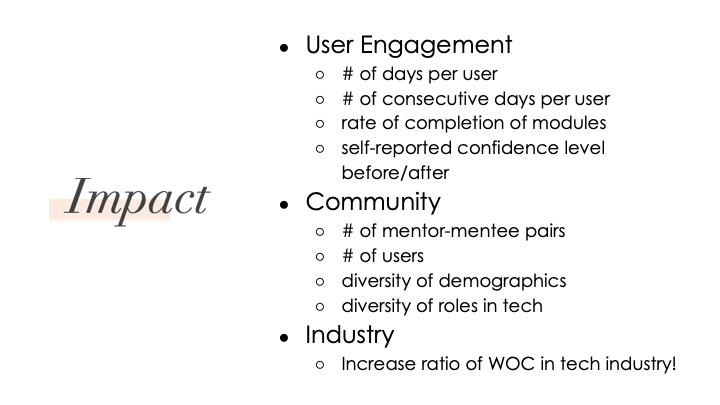 Impact
● User Engagement
○ # of days per user
○ # of consecutive days per user
○ rate of completion of modules
○ self-reported confidence level
before/after
● Community
○ # of mentor-mentee pairs
○ # of users
○ diversity of demographics
○ diversity of roles in tech
● Industry
○ Increase ratio of WOC in tech industry!